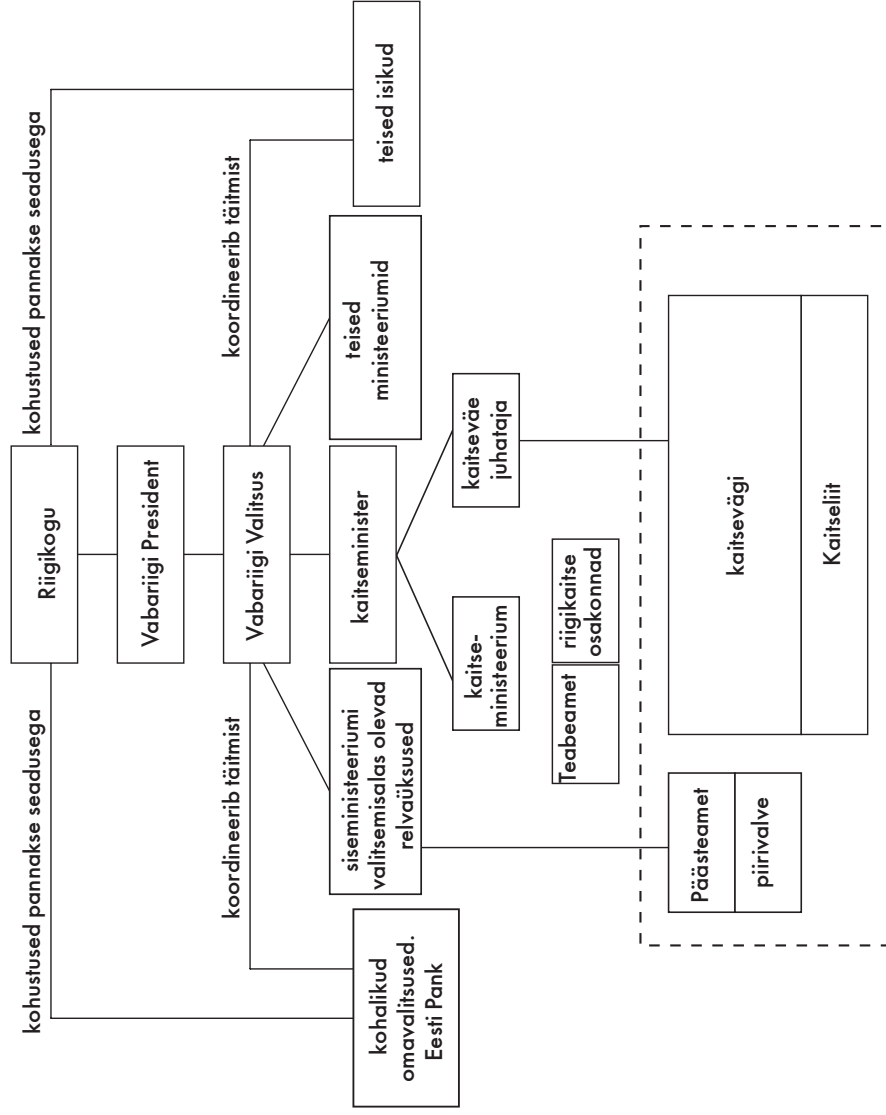 kohustused pannakse seadusega
Riigikogu
kohustused pannakse seadusega
Vabariigi President
koordineerib täitmist
Vabariigi Valitsus
koordineerib täitmist
kohalikud
omavalitsused.
Eesti Pank
siseministeeriumi
valitsemisalas olevad
relvaüksused
kaitseminister
teised
ministeeriumid
teised isikud
kaitse-
ministeerium
kaitseväe
juhataja
Teabeamet
riigikaitse
osakonnad
Päästeamet
piirivalve
kaitsevägi
Kaitseliit